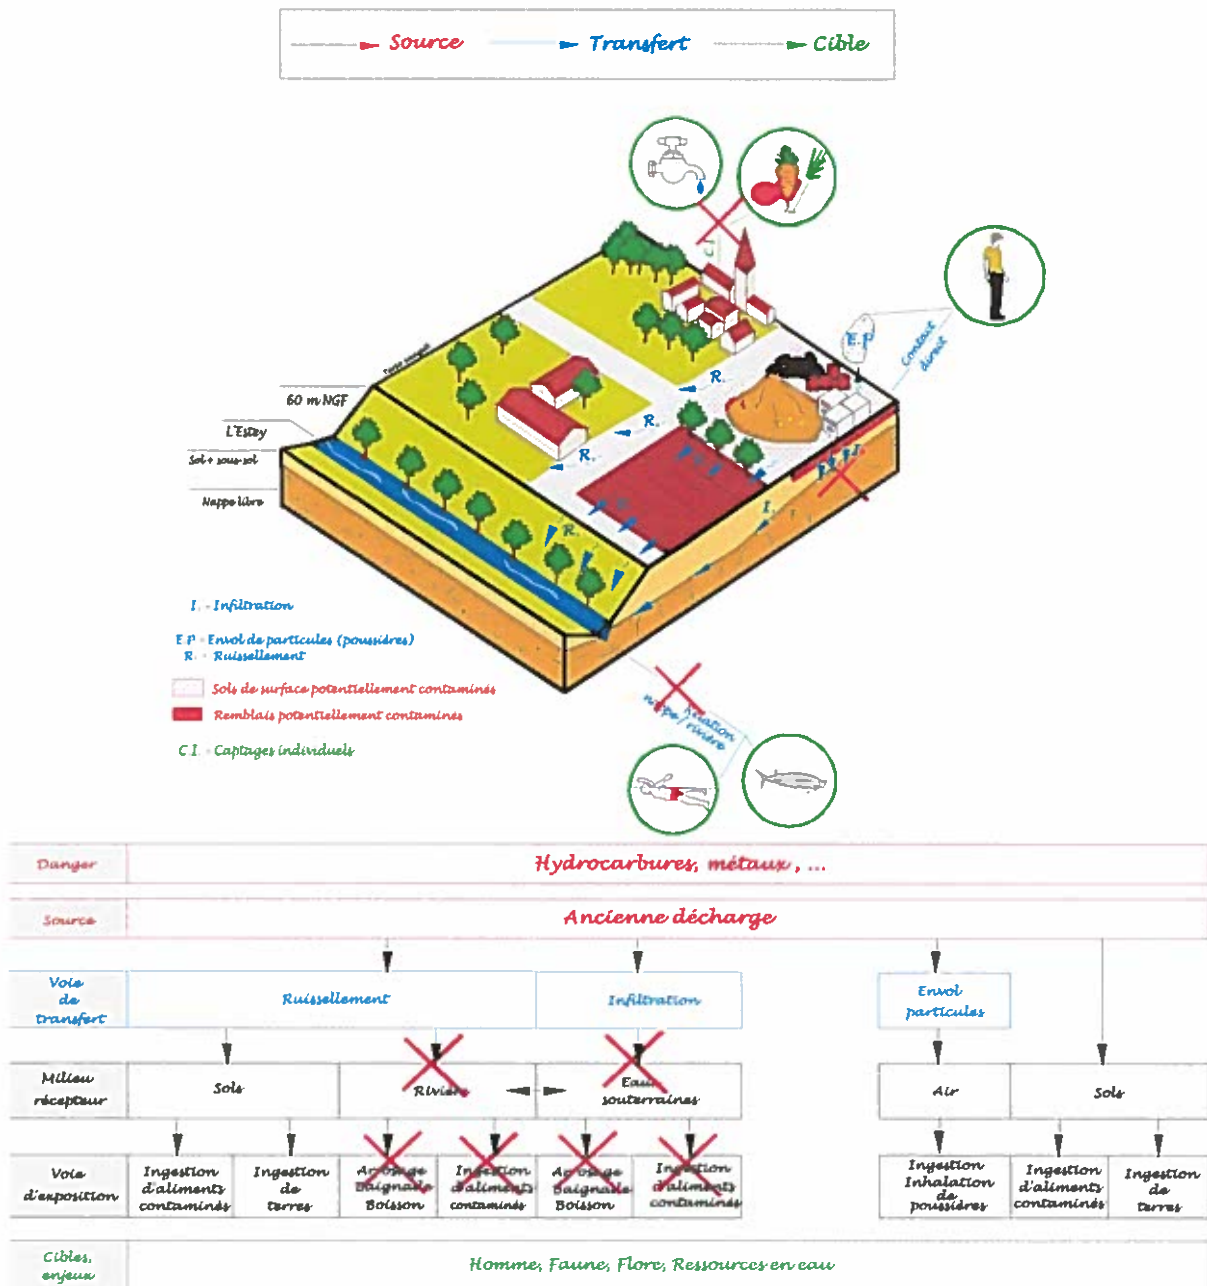 Source
Transfert
Cible
C I
E.P
Contact
direct
R.
R.
R.
60 m NGF
L'Estey
Sol + sous-sol
Nappe libre
I.
R.
I. - Infiltration
E.P - Envol de particules (poussières)
R. - Ruissellement
Sols de surface potentiellement contaminés
Remblais potentiellement contaminés
C I. - Captages individuels
nappe/rivière
Danger
Hydrocarbures, métaux, ...
Source
Ancienne décharge
Voie
de
transfert
Ruissellement
Infiltration
Envol
particules
Milieu
récepteur
Sols
Rivière
Eaux
souterraines
Air
Sols
Voie
d'exposition
Ingestion
d'aliments
contaminés
Ingestion
de
terres
Arrosage
Baignade
Boisson
Ingestion
d'aliments
contaminés
Arrosage
Baignade
Boisson
Ingestion
d'aliments
contaminés
Ingestion
Inhalation
de
poussières
Ingestion
d'aliments
contaminés
Ingestion
de
terres
Cibles,
enjeux
Homme, Faune, Flore, Ressources en eau